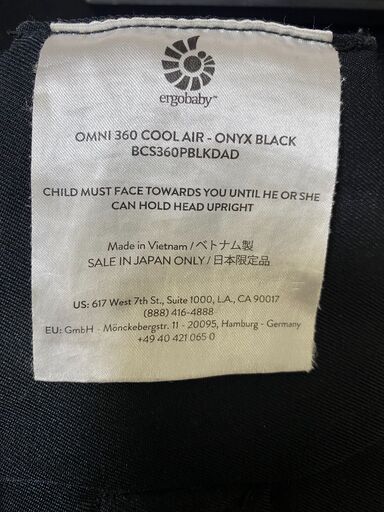 ergobaby™
OMNI 360 COOL AIR - ONYX BLACK
BCS360PBLKDAD
CHILD MUST FACE TOWARDS YOU UNTIL HE OR SHE
CAN HOLD HEAD UPRIGHT
Made in Vietnam / ベトナム製
SALE IN JAPAN ONLY / 日本限定品
US: 617 West 7th St., Suite 1000, L.A., CA 90017
(888) 416-4888
EU: GmbH - Mönckebergstr. 11 - 20095, Hamburg - Germany
+49 40 421 065 0